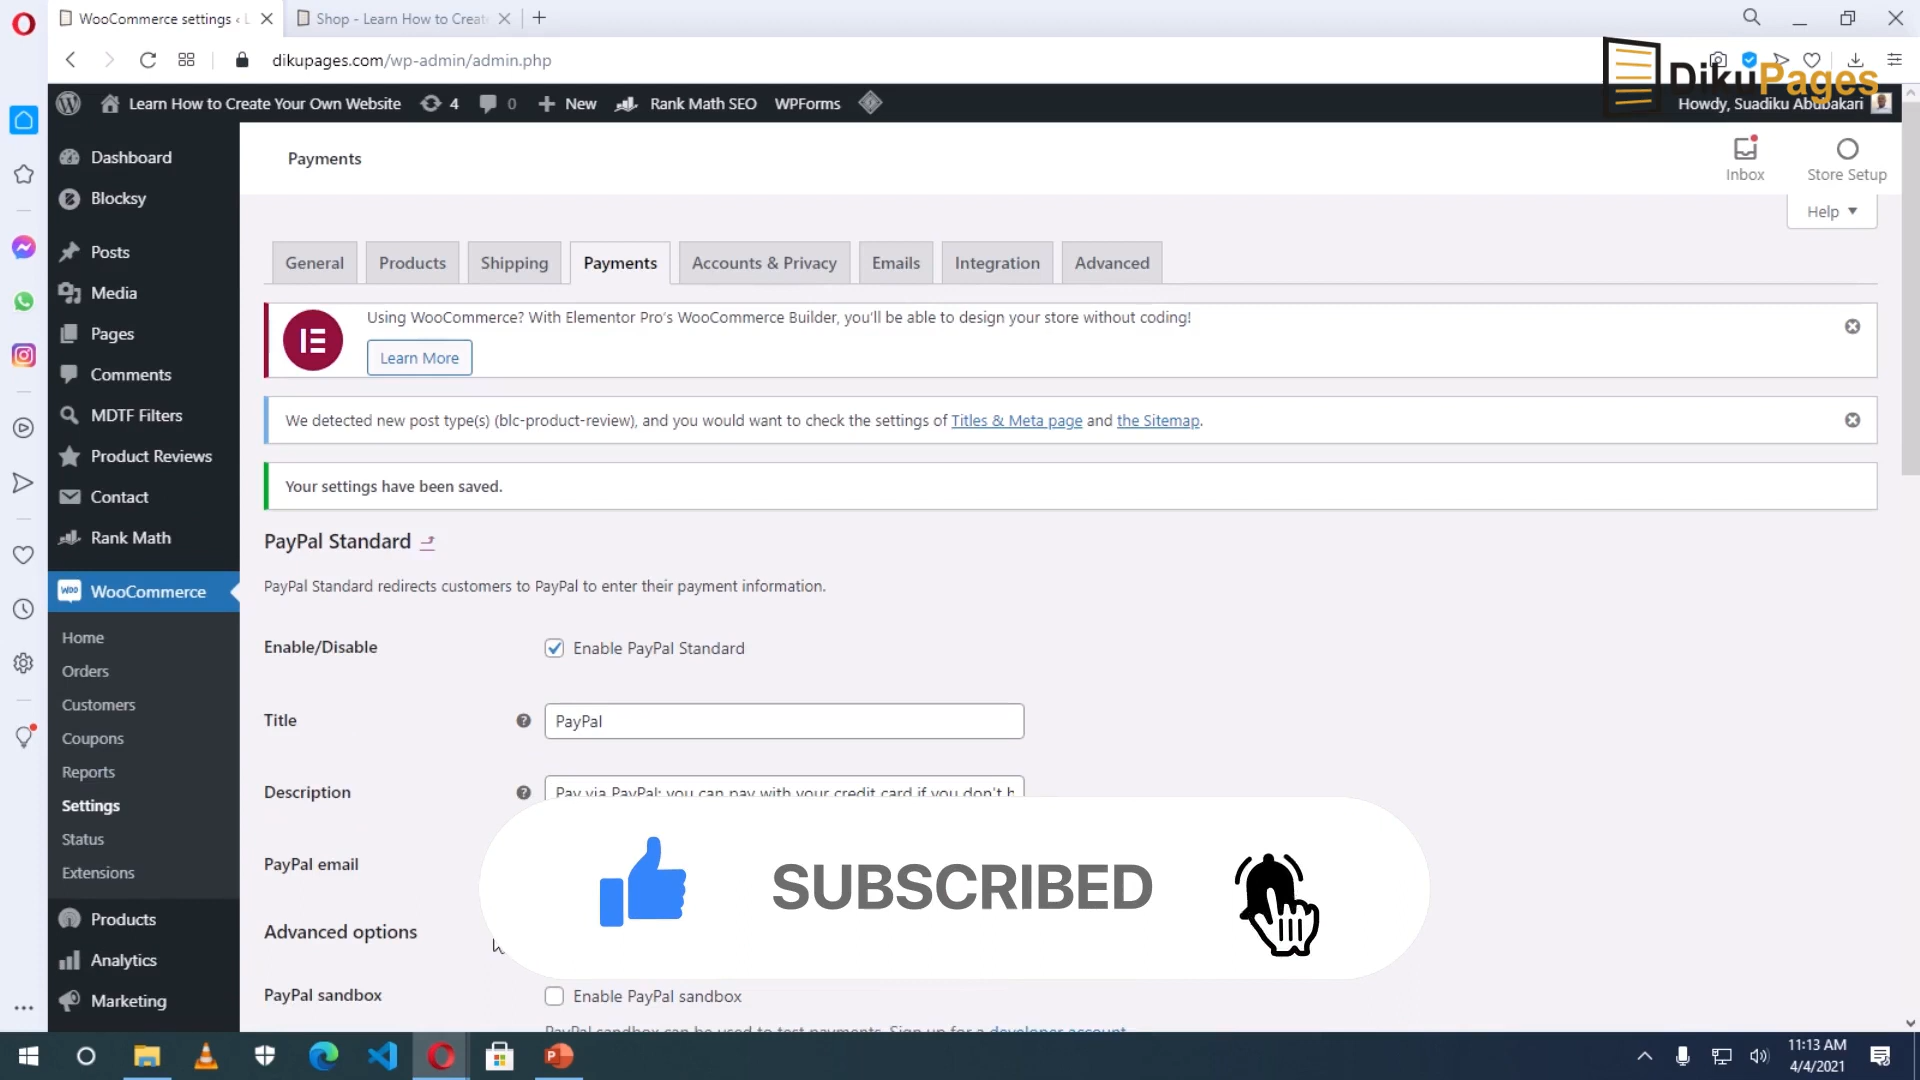 WooCommerce settings ‹ L
Shop - Learn How to Create
dikupages.com/wp-admin/admin.php
DikuPages
Learn How to Create Your Own Website
4
0
New
Rank Math SEO
WPForms
Howdy, Suadiku Abubakari
Dashboard
Blocksy
Posts
Media
Pages
Comments
MDTF Filters
Product Reviews
Contact
Rank Math
WooCommerce
Home
Orders
Customers
Coupons
Reports
Settings
Status
Extensions
Products
Analytics
Marketing
Payments
Inbox
Store Setup
Help
General
Products
Shipping
Payments
Accounts & Privacy
Emails
Integration
Advanced
Using WooCommerce? With Elementor Pro's WooCommerce Builder, you'll be able to design your store without coding!
Learn More
We detected new post type(s) (blc-product-review), and you would want to check the settings of Titles & Meta page and the Sitemap.
Your settings have been saved.
PayPal Standard
PayPal Standard redirects customers to PayPal to enter their payment information.
Enable/Disable
Enable PayPal Standard
Title
PayPal
Description
Pay via PayPal; you can pay with your credit card if you don't h
PayPal email
SUBSCRIBED
Advanced options
PayPal sandbox
Enable PayPal sandbox
PayPal sandbox can be used to test payments. Sign up for a developer account.
11:13 AM
4/4/2021